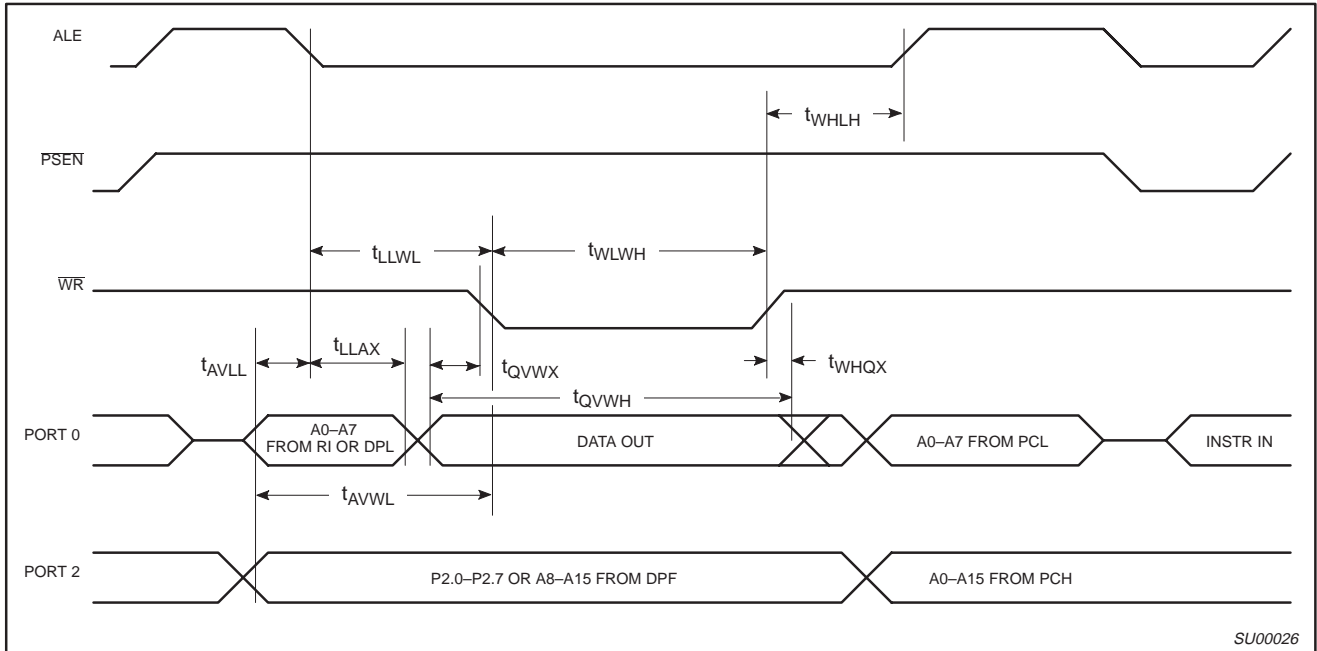 ALE
tWHLH
PSEN
tLLWL
tWLWH
WR
tAVLL
tLLAX
tQVWX
tWHQX
tQVWH
PORT 0
A0–A7
FROM RI OR DPL
DATA OUT
A0–A7 FROM PCL
INSTR IN
tAVWL
PORT 2
P2.0–P2.7 OR A8–A15 FROM DPF
A0–A15 FROM PCH
SU00026